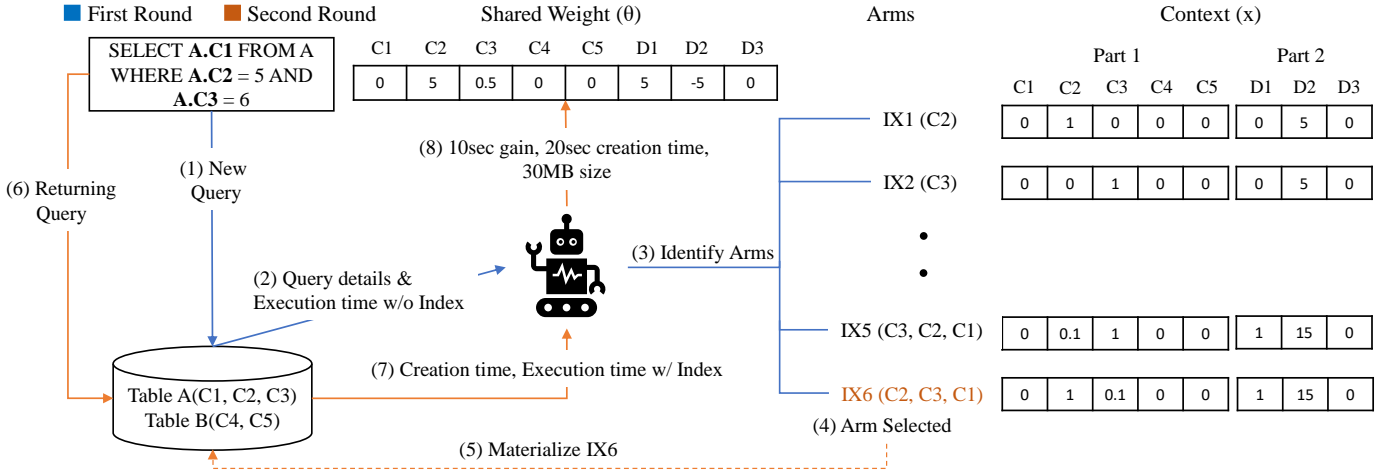 First Round
Second Round
Shared Weight (θ)
Arms
Context (x)
SELECT A.C1 FROM A
WHERE A.C2 = 5 AND
A.C3 = 6
C1 C2 C3 C4 C5 D1 D2 D3
0 5 0.5 0 0 5 -5 0
Part 1
Part 2
C1 C2 C3 C4 C5 D1 D2 D3
IX1 (C2)
0 1 0 0 0 0 5 0
IX2 (C3)
0 0 1 0 0 0 5 0
IX5 (C3, C2, C1)
0 0.1 1 0 0 1 15 0
IX6 (C2, C3, C1)
0 1 0.1 0 0 1 15 0
(1) New
Query
(6) Returning
Query
(8) 10sec gain, 20sec creation time,
30MB size
(3) Identify Arms
(2) Query details &
Execution time w/o Index
(7) Creation time, Execution time w/ Index
Table A(C1, C2, C3)
Table B(C4, C5)
(4) Arm Selected
(5) Materialize IX6